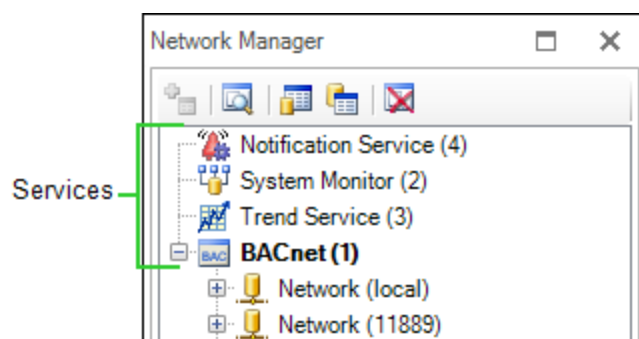 Network Manager
Notification Service (4)
Services
System Monitor (2)
Trend Service (3)
BAC
BACnet (1)
Network (local)
Network (11889)